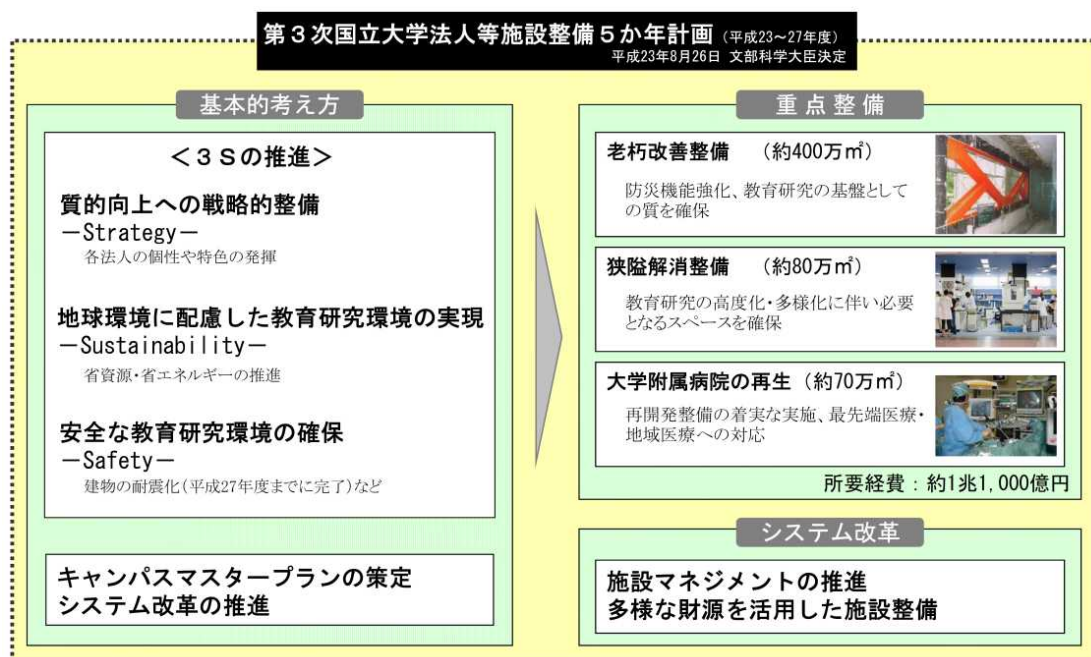 第3次国立大学法人等施設整備5か年計画（平成23～27年度）
平成23年8月26日 文部科学大臣決定
基本的考え方
＜３Ｓの推進＞
質的向上への戦略的整備
－Strategy－
各法人の個性や特色の発揮
地球環境に配慮した教育研究環境の実現
－Sustainability－
省資源・省エネルギーの推進
安全な教育研究環境の確保
－Safety－
建物の耐震化(平成27年度までに完了)など
キャンパスマスタープランの策定
システム改革の推進
重点整備
老朽改善整備 （約400万㎡）
防災機能強化、教育研究の基盤として
の質を確保
狭隘解消整備 （約80万㎡）
教育研究の高度化・多様化に伴い必要
となるスペースを確保
大学附属病院の再生（約70万㎡）
再開発整備の着実な実施、最先端医療・
地域医療への対応
所要経費：約1兆1,000億円
システム改革
施設マネジメントの推進
多様な財源を活用した施設整備